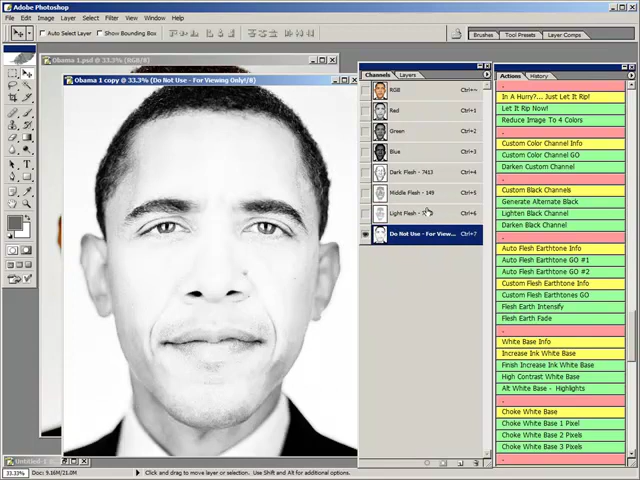 Adobe Photoshop
File Edit Image Layer Select Filter View Window Help
Auto Select Layer Show Bounding Box
Brushes Tool Presets Layer Comps
Obama 1.psd @ 33.3% (RGB/8)
Obama 1 copy @ 33.3% (Do Not Use - For Viewing Only!/8)
Channels Layers
RGB Ctrl+~
Red Ctrl+1
Green Ctrl+2
Blue Ctrl+3
Dark Flesh - 7413 Ctrl+4
Middle Flesh - 149 Ctrl+5
Light Flesh - Ctrl+6
Do Not Use - For View... Ctrl+7
Actions History
In A Hurry?... Just Let It Rip!
Let It Rip Now!
Reduce Image To 4 Colors
Custom Color Channel Info
Custom Color Channel GO
Darken Custom Channel
Custom Black Channels
Generate Alternate Black
Lighten Black Channel
Darken Black Channel
Auto Flesh Earthtone Info
Auto Flesh Earthtone GO #1
Auto Flesh Earthtone GO #2
Custom Flesh Earthtone Info
Custom Flesh Earthtones GO
Flesh Earth Intensify
Flesh Earth Fade
White Base Info
Increase Ink White Base
Finish Increase Ink White Base
High Contrast White Base
Alt White Base - Highlights
Choke White Base
Choke White Base 1 Pixel
Choke White Base 2 Pixels
Choke White Base 3 Pixels
Untitled-1
33.33% Doc: 9.16M/21.0M Click and drag to move layer or selection. Use Shift and Alt for additional options.